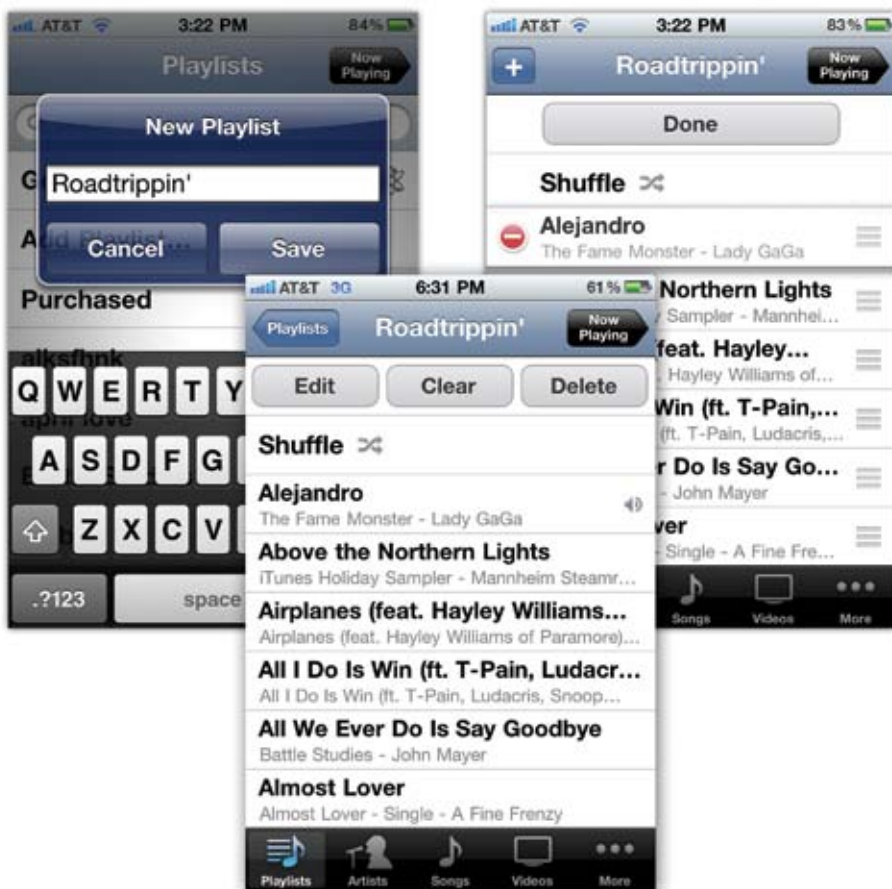 AT&T 3:22 PM 84%
Playlists
Now Playing
New Playlist
Roadtrippin'
Cancel
Save
Purchased
alksfhnk
april love
Q W E R T Y
A S D F G
Z X C V
.?123
space
AT&T 3:22 PM 83%
+
Roadtrippin'
Now Playing
Done
Shuffle
Alejandro
The Fame Monster - Lady GaGa
Northern Lights
Sampler - Mannhei...
feat. Hayley...
Hayley Williams of...
Win (ft. T-Pain,...
(ft. T-Pain, Ludacris,...
r Do Is Say Go...
- John Mayer
ver
- Single - A Fine Fre...
Songs
Videos
More
AT&T 3G 6:31 PM 61%
Playlists
Roadtrippin'
Now Playing
Edit
Clear
Delete
Shuffle
Alejandro
The Fame Monster - Lady GaGa
Above the Northern Lights
iTunes Holiday Sampler - Mannheim Steamr...
Airplanes (feat. Hayley Williams...
Airplanes (feat. Hayley Williams of Paramore)...
All I Do Is Win (ft. T-Pain, Ludacr...
All I Do Is Win (ft. T-Pain, Ludacris, Snoop...
All We Ever Do Is Say Goodbye
Battle Studies - John Mayer
Almost Lover
Almost Lover - Single - A Fine Frenzy
Playlists
Artists
Songs
Videos
More